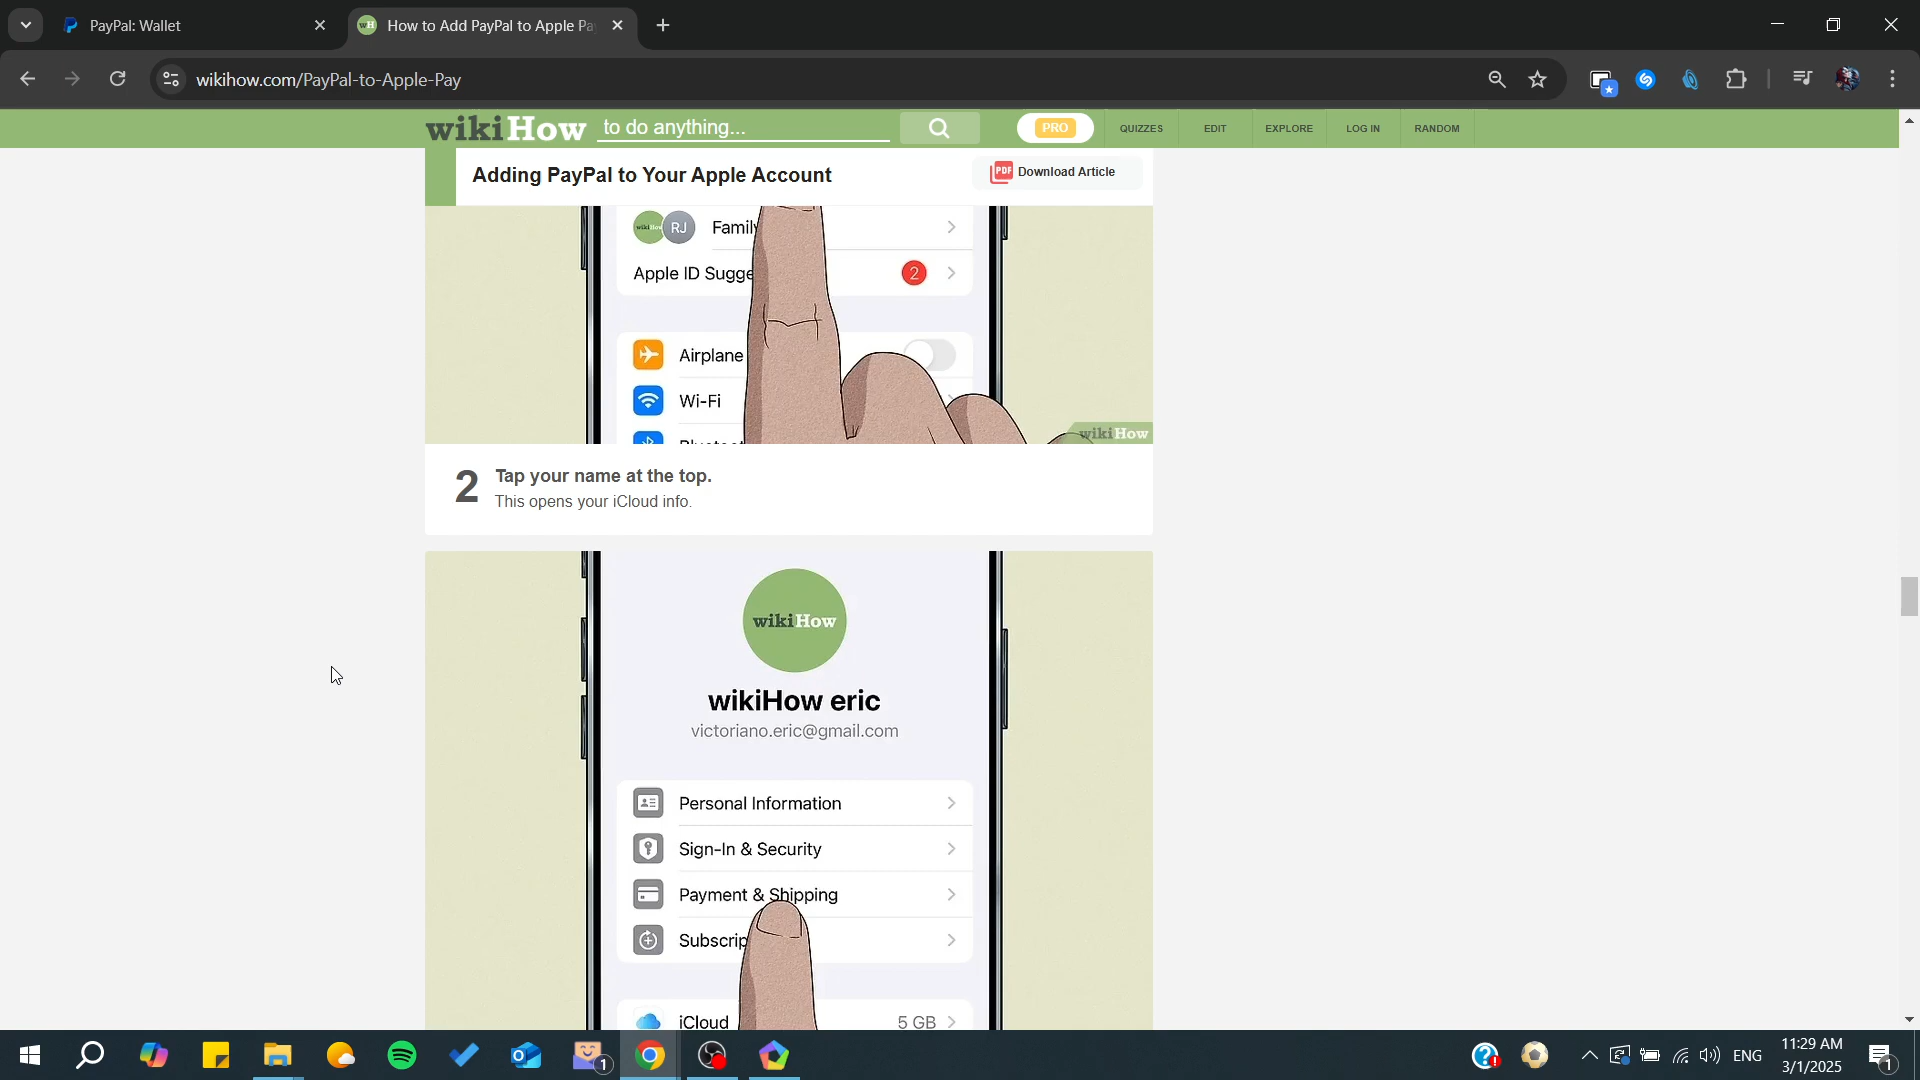 PayPal: Wallet
How to Add PayPal to Apple Pa
wikihow.com/PayPal-to-Apple-Pay
wikiHow to do anything... PRO QUIZZES EDIT EXPLORE LOG IN RANDOM
Adding PayPal to Your Apple Account
PDF Download Article
RJ Family
Apple ID Sugge 2
Airplane
Wi-Fi
wikiHow
2 Tap your name at the top.
This opens your iCloud info.
wikiHow
wikiHow eric
victoriano.eric@gmail.com
Personal Information
Sign-In & Security
Payment & Shipping
Subscrip
iCloud 5 GB
1
ENG
11:29 AM
3/1/2025
1